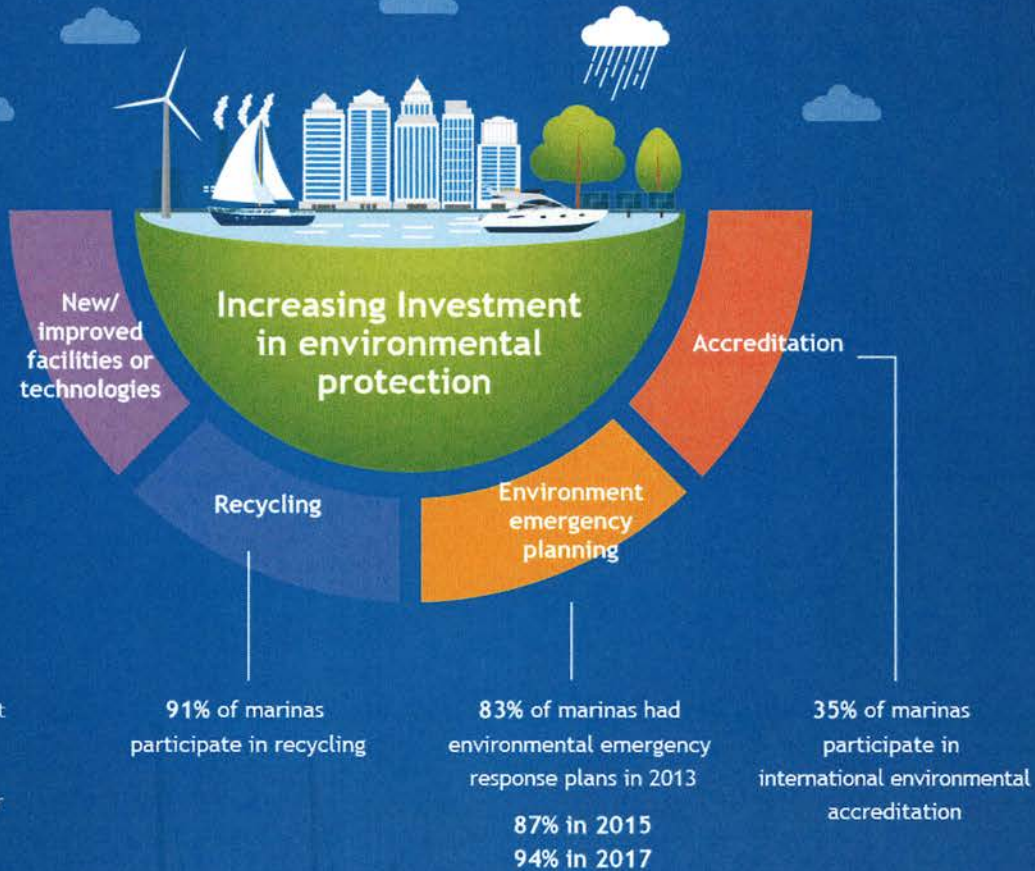 Increasing Investment
in environmental
protection
New/
improved
facilities or
technologies
Recycling
Environment
emergency
planning
Accreditation
91% of marinas
participate in recycling
83% of marinas had
environmental emergency
response plans in 2013
87% in 2015
94% in 2017
35% of marinas
participate in
international environmental
accreditation